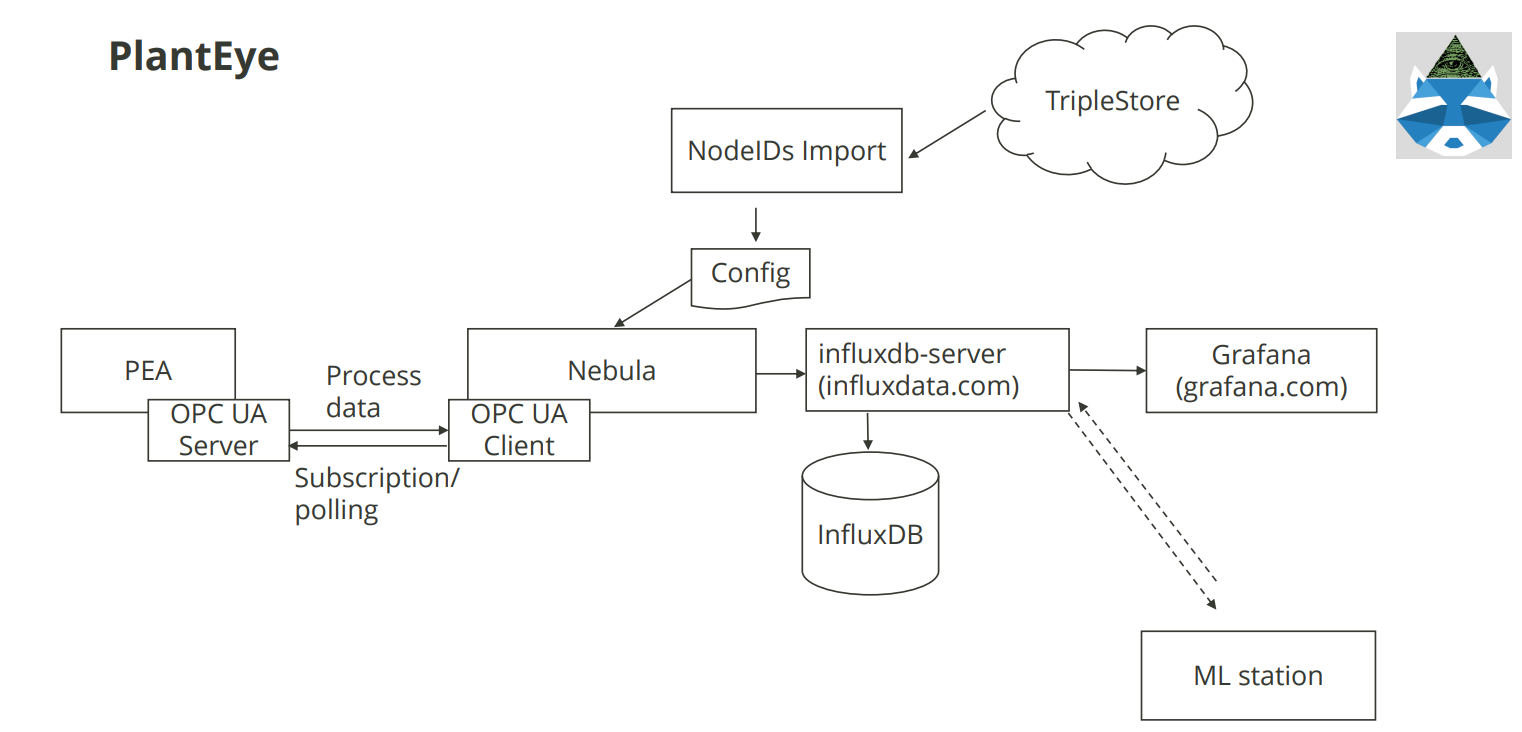 PlantEye
TripleStore
NodeIDs Import
Config
PEA
Process
data
Nebula
influxdb-server
(influxdata.com)
Grafana
(grafana.com)
OPC UA
Server
OPC UA
Client
Subscription/
polling
InfluxDB
ML station